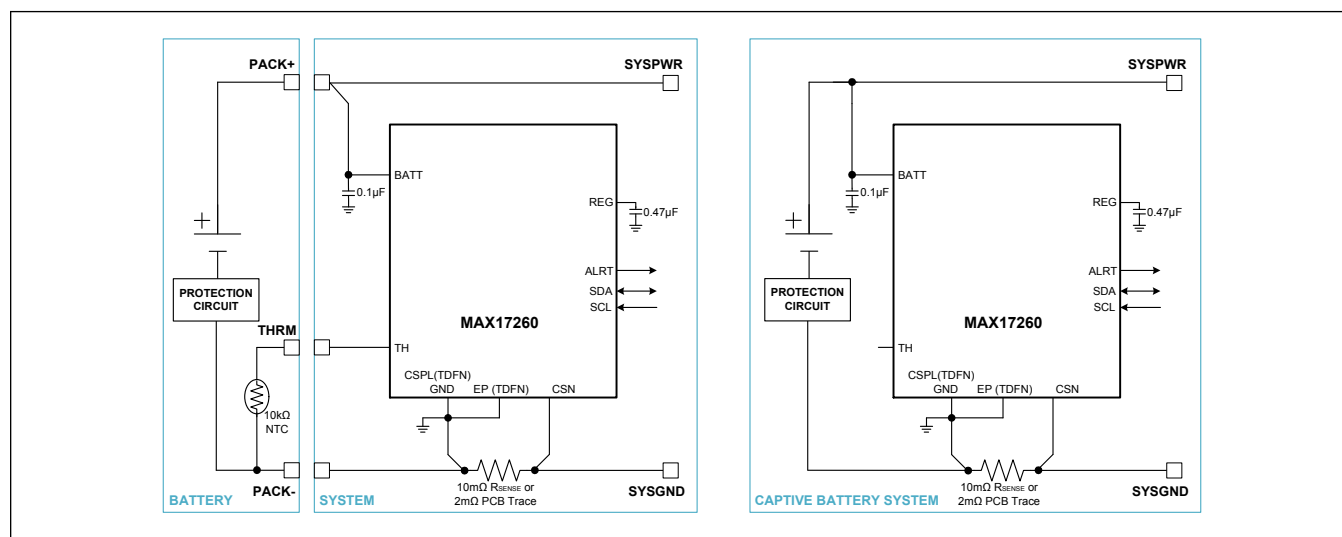 PACK+
SYSPWR
BATT
0.1µF
REG
0.47µF
+
PROTECTION
CIRCUIT
ALRT
SDA
SCL
MAX17260
THRM
TH
CSPL(TDFN)
GND
EP (TDFN)
CSN
10kΩ
NTC
10mΩ RSENSE or
2mΩ PCB Trace
BATTERY
PACK-
SYSTEM
SYSGND
SYSPWR
BATT
0.1µF
REG
0.47µF
+
PROTECTION
CIRCUIT
ALRT
SDA
SCL
MAX17260
TH
CSPL(TDFN)
GND
EP (TDFN)
CSN
10mΩ RSENSE or
2mΩ PCB Trace
CAPTIVE BATTERY SYSTEM
SYSGND